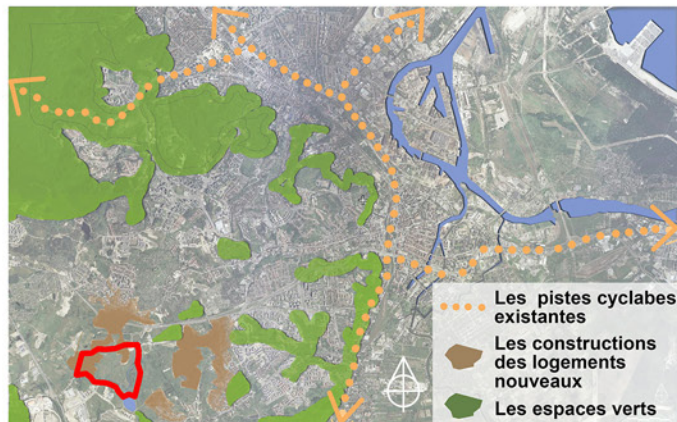 Les pistes cyclabes
existantes
Les constructions
des logements
nouveaux
Les espaces verts